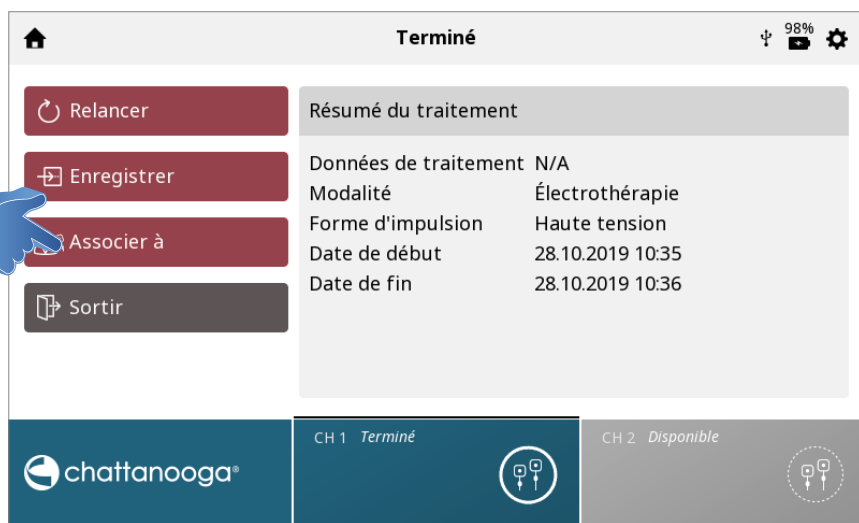 Terminé
98%
Relancer
Résumé du traitement
Enregistrer
Associer à
Sortir
Données de traitement N/A
Modalité Électrothérapie
Forme d'impulsion Haute tension
Date de début 28.10.2019 10:35
Date de fin 28.10.2019 10:36
chattanooga®
CH 1 Terminé
CH 2 Disponible